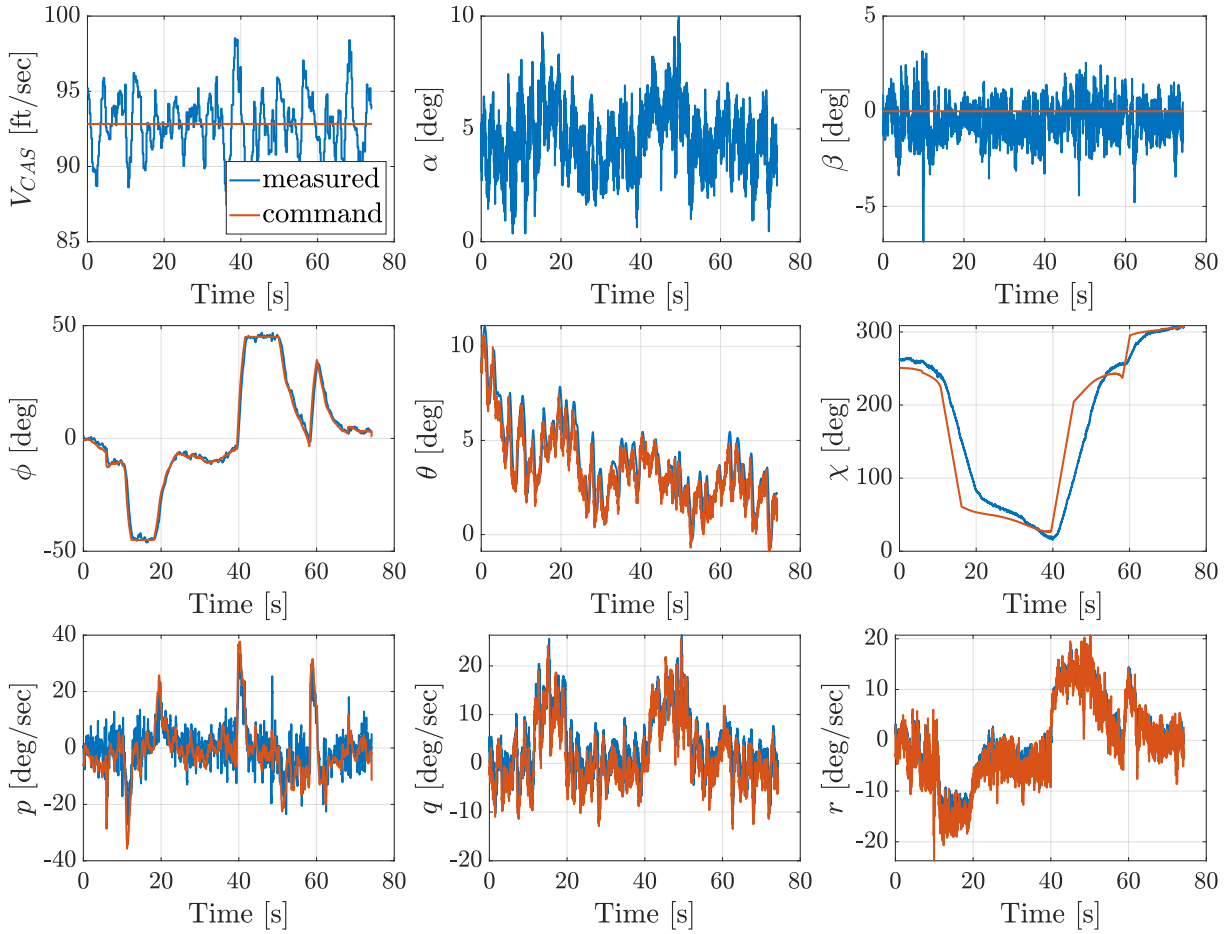 100
95
90
85
V_CAS [ft/sec]
measured
command
0 20 40 60 80
Time [s]
10
5
0
α [deg]
0 20 40 60 80
Time [s]
5
0
-5
β [deg]
0 20 40 60 80
Time [s]
50
0
-50
ϕ [deg]
0 20 40 60 80
Time [s]
10
5
0
θ [deg]
0 20 40 60 80
Time [s]
300
200
100
0
χ [deg]
0 20 40 60 80
Time [s]
40
20
0
-20
-40
p [deg/sec]
0 20 40 60 80
Time [s]
20
10
0
-10
-20
q [deg/sec]
0 20 40 60 80
Time [s]
20
10
0
-10
-20
r [deg/sec]
0 20 40 60 80
Time [s]